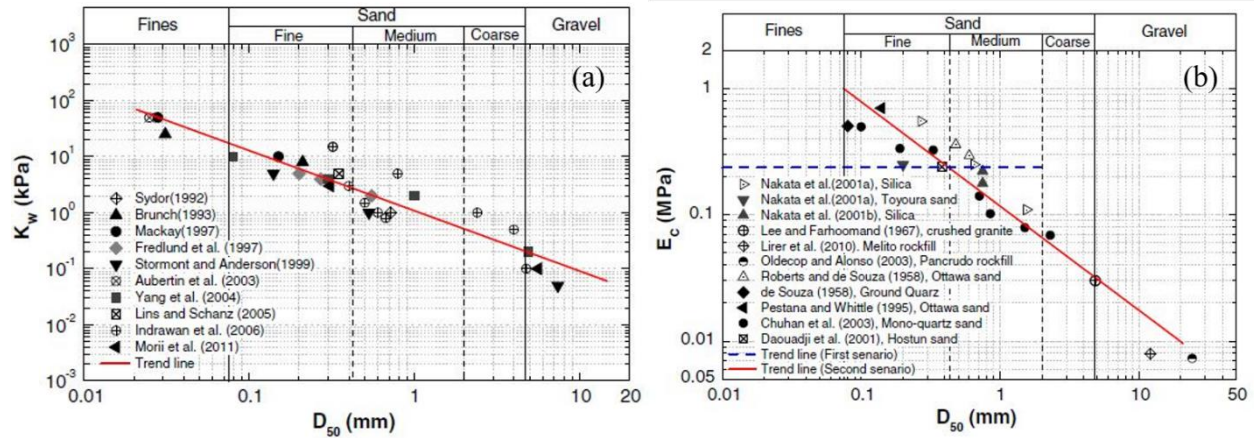 Fines
Sand
Gravel
Fine
Medium
Coarse
(a)
10³
10²
10¹
10⁰
10⁻¹
10⁻²
10⁻³
K_w (kPa)
Sydor(1992)
Brunch(1993)
Mackay(1997)
Fredlund et al. (1997)
Stormont and Anderson(1999)
Aubertin et al. (2003)
Yang et al. (2004)
Lins and Schanz (2005)
Indrawan et al. (2006)
Morii et al. (2011)
Trend line
0.01
0.1
1
10
20
D₅₀ (mm)
Fines
Sand
Gravel
Fine
Medium
Coarse
(b)
2
1
0.1
0.01
0.05
E_c (MPa)
Nakata et al.(2001a), Silica
Nakata et.(2001a), Toyoura sand
Nakata et al. (2001b), Silica
Lee and Farhoomand (1967), crushed granite
Lirer et al. (2010). Melito rockfill
Oldecop and Alonso (2003), Pancrudo rockfill
Roberts and de Souza (1958), Ottawa sand
de Souza (1958), Ground Quarz
Pestana and Whittle (1995), Ottawa sand
Chuhan et al. (2003), Mono-quartz sand
Daouadji et al. (2001), Hostun sand
Trend line (First senario)
Trend line (Second senario)
0.01
0.1
1
10
50
D₅₀ (mm)